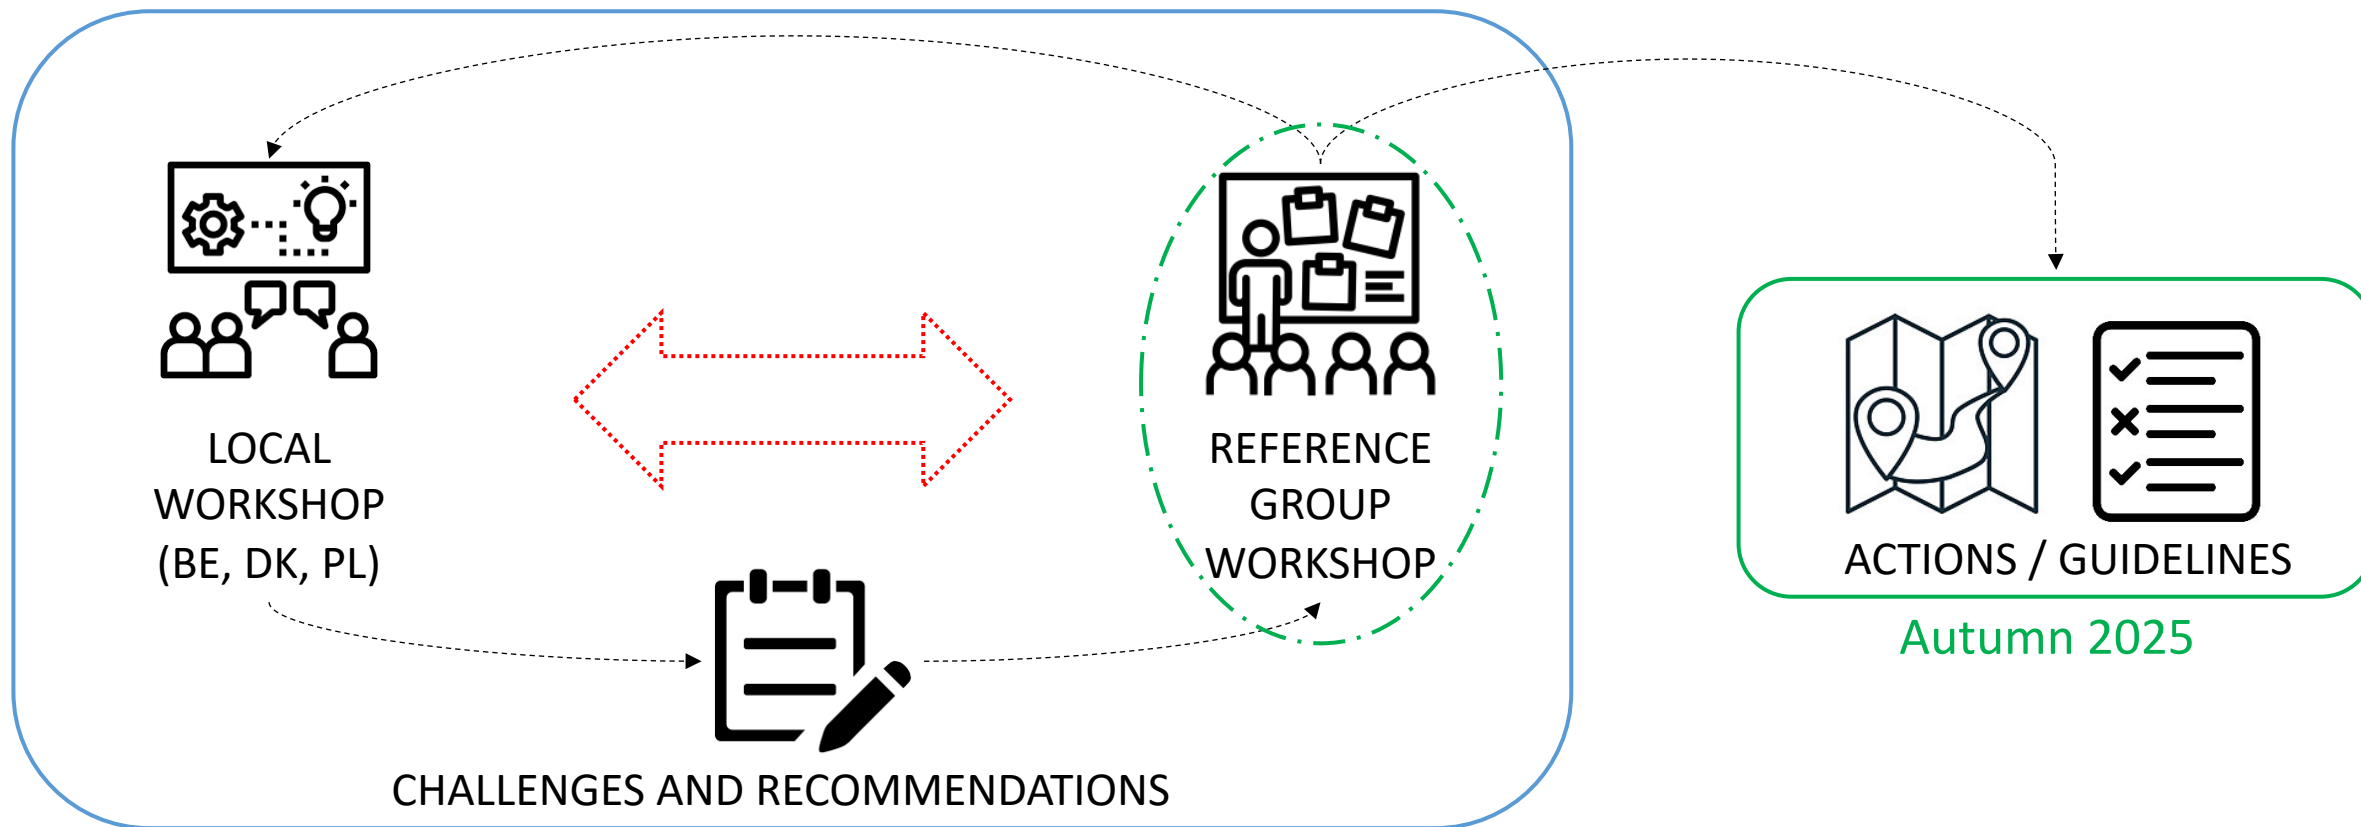 LOCAL
WORKSHOP
(BE, DK, PL)
REFERENCE
GROUP
WORKSHOP
CHALLENGES AND RECOMMENDATIONS
ACTIONS / GUIDELINES
Autumn 2025